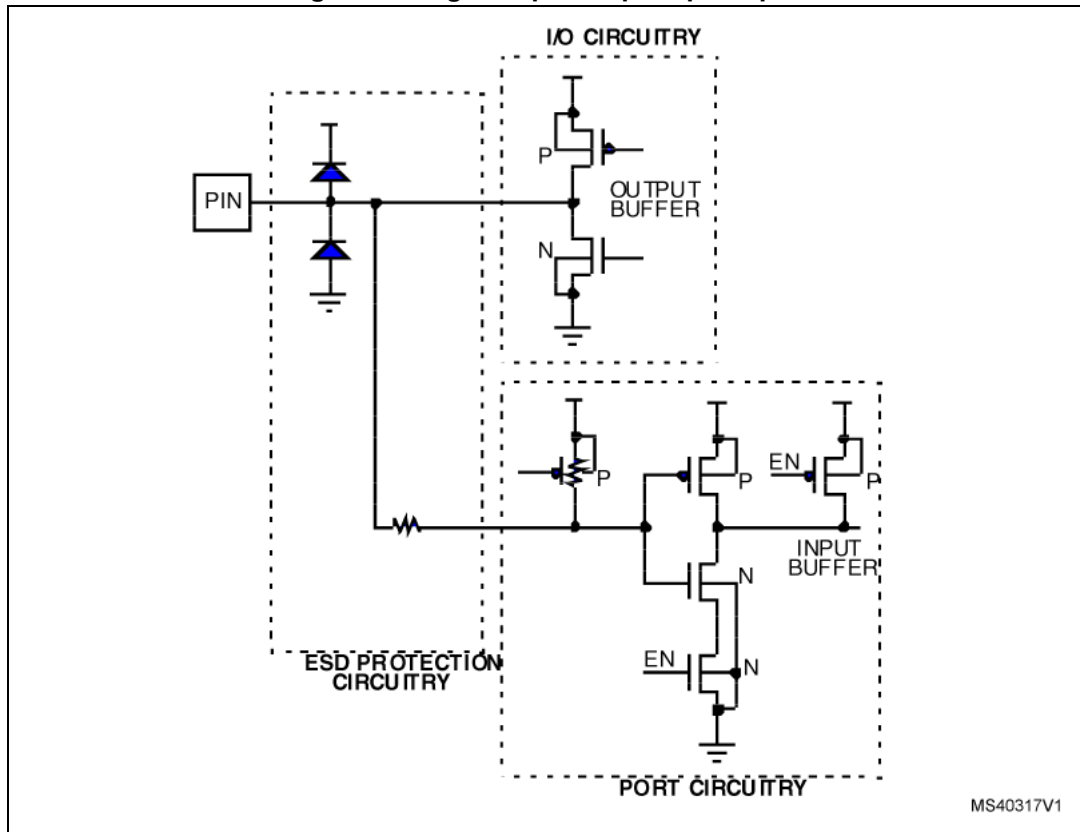 I/O CIRCUITRY
P
OUTPUT
BUFFER
PIN
N
P
EN
P
P
INPUT
BUFFER
N
EN
N
ESD PROTECTION
CIRCUITRY
PORT CIRCUITRY
MS40317V1